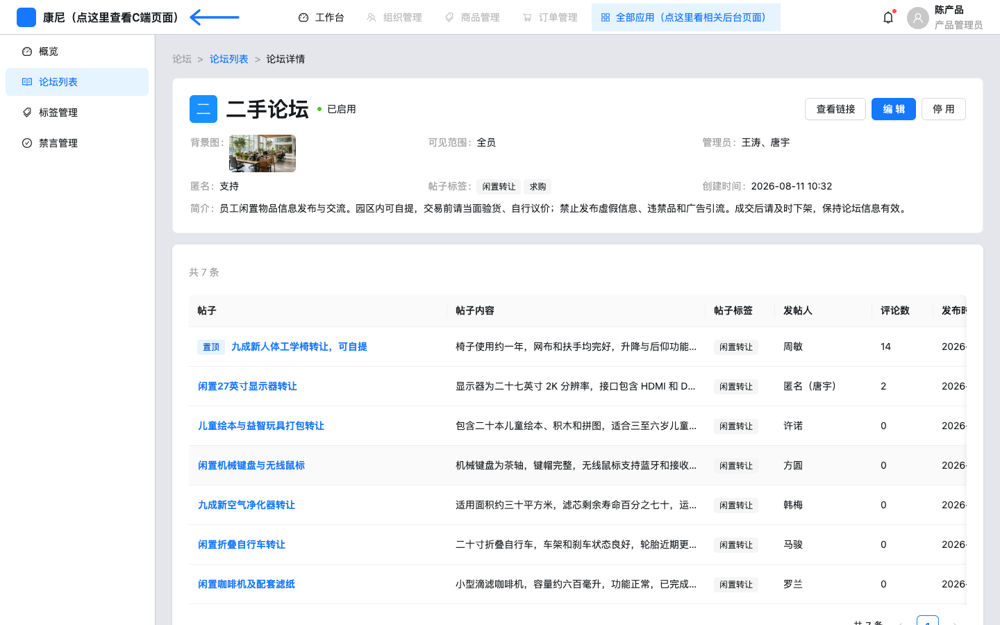 康尼（点这里查看C端页面）
工作台
组织管理
商品管理
订单管理
全部应用（点这里看相关后台页面）
陈产品
产品管理员
概览
论坛列表
标签管理
禁言管理
论坛 > 论坛列表 > 论坛详情
二 二手论坛 已启用
查看链接 编 辑 停 用
背景图：
可见范围：全员
管理员：王涛、唐宇
匿名：支持
帖子标签：闲置转让 求购
创建时间：2026-08-11 10:32
简介：员工闲置物品信息发布与交流。园区内可自提，交易前请当面验货、自行议价；禁止发布虚假信息、违禁品和广告引流。成交后请及时下架，保持论坛信息有效。
共 7 条
帖子 帖子内容 帖子标签 发帖人 评论数 发布时
置顶 九成新人体工学椅转让，可自提 椅子使用约一年，网布和扶手均完好，升降与后仰功能... 闲置转让 周敏 14 2026-
闲置27英寸显示器转让 显示器为二十七英寸 2K 分辨率，接口包含 HDMI 和 D... 闲置转让 匿名（唐宇） 2 2026-
儿童绘本与益智玩具打包转让 包含二十本儿童绘本、积木和拼图，适合三至六岁儿童... 闲置转让 许诺 0 2026-
闲置机械键盘与无线鼠标 机械键盘为茶轴，键帽完整，无线鼠标支持蓝牙和接收... 闲置转让 方圆 0 2026-
九成新空气净化器转让 适用面积约三十平方米，滤芯剩余寿命百分之七十，运... 闲置转让 韩梅 0 2026-
闲置折叠自行车转让 二十寸折叠自行车，车架和刹车状态良好，轮胎近期更... 闲置转让 马骏 0 2026-
闲置咖啡机及配套滤纸 小型滴滤咖啡机，容量约六百毫升，功能正常，已完成... 闲置转让 罗兰 0 2026-
共 7 条 1